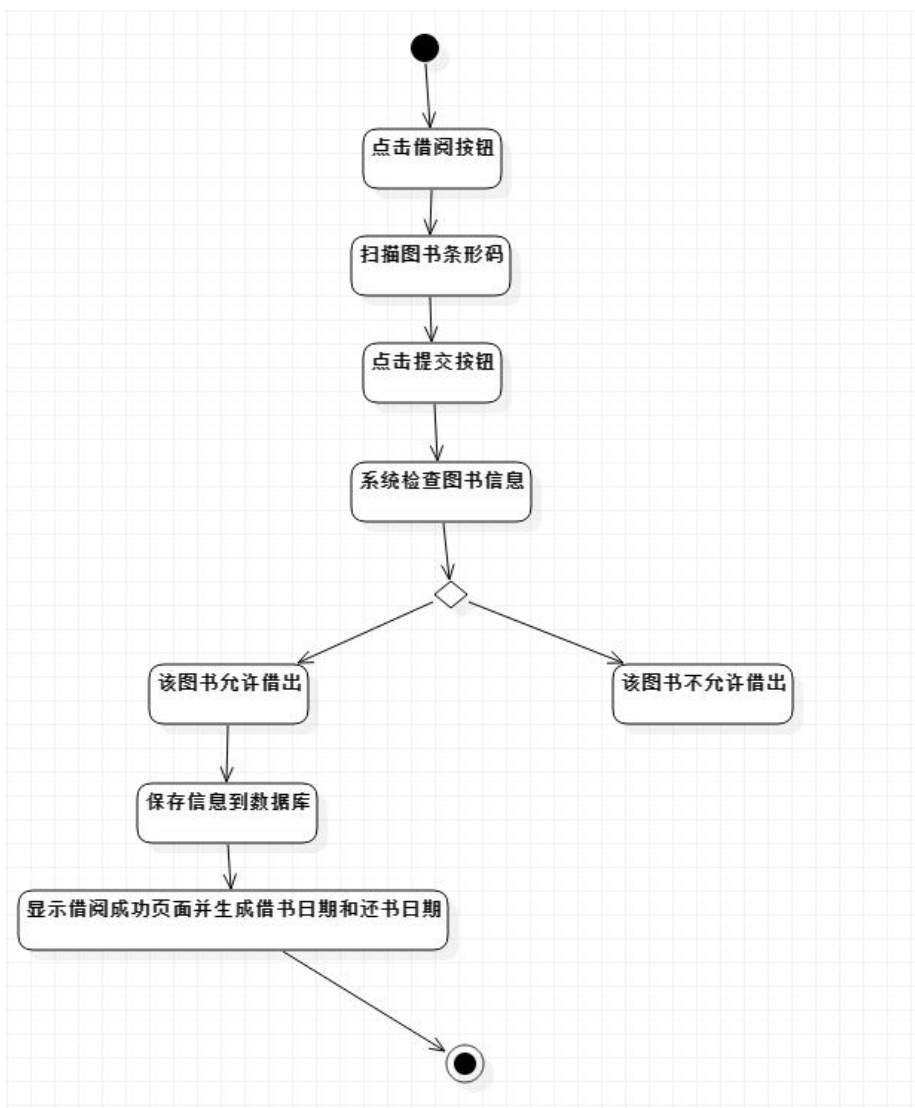 点击借阅按钮
扫描图书条形码
点击提交按钮
系统检查图书信息
该图书允许借出
该图书不允许借出
保存信息到数据库
显示借阅成功页面并生成借书日期和还书日期